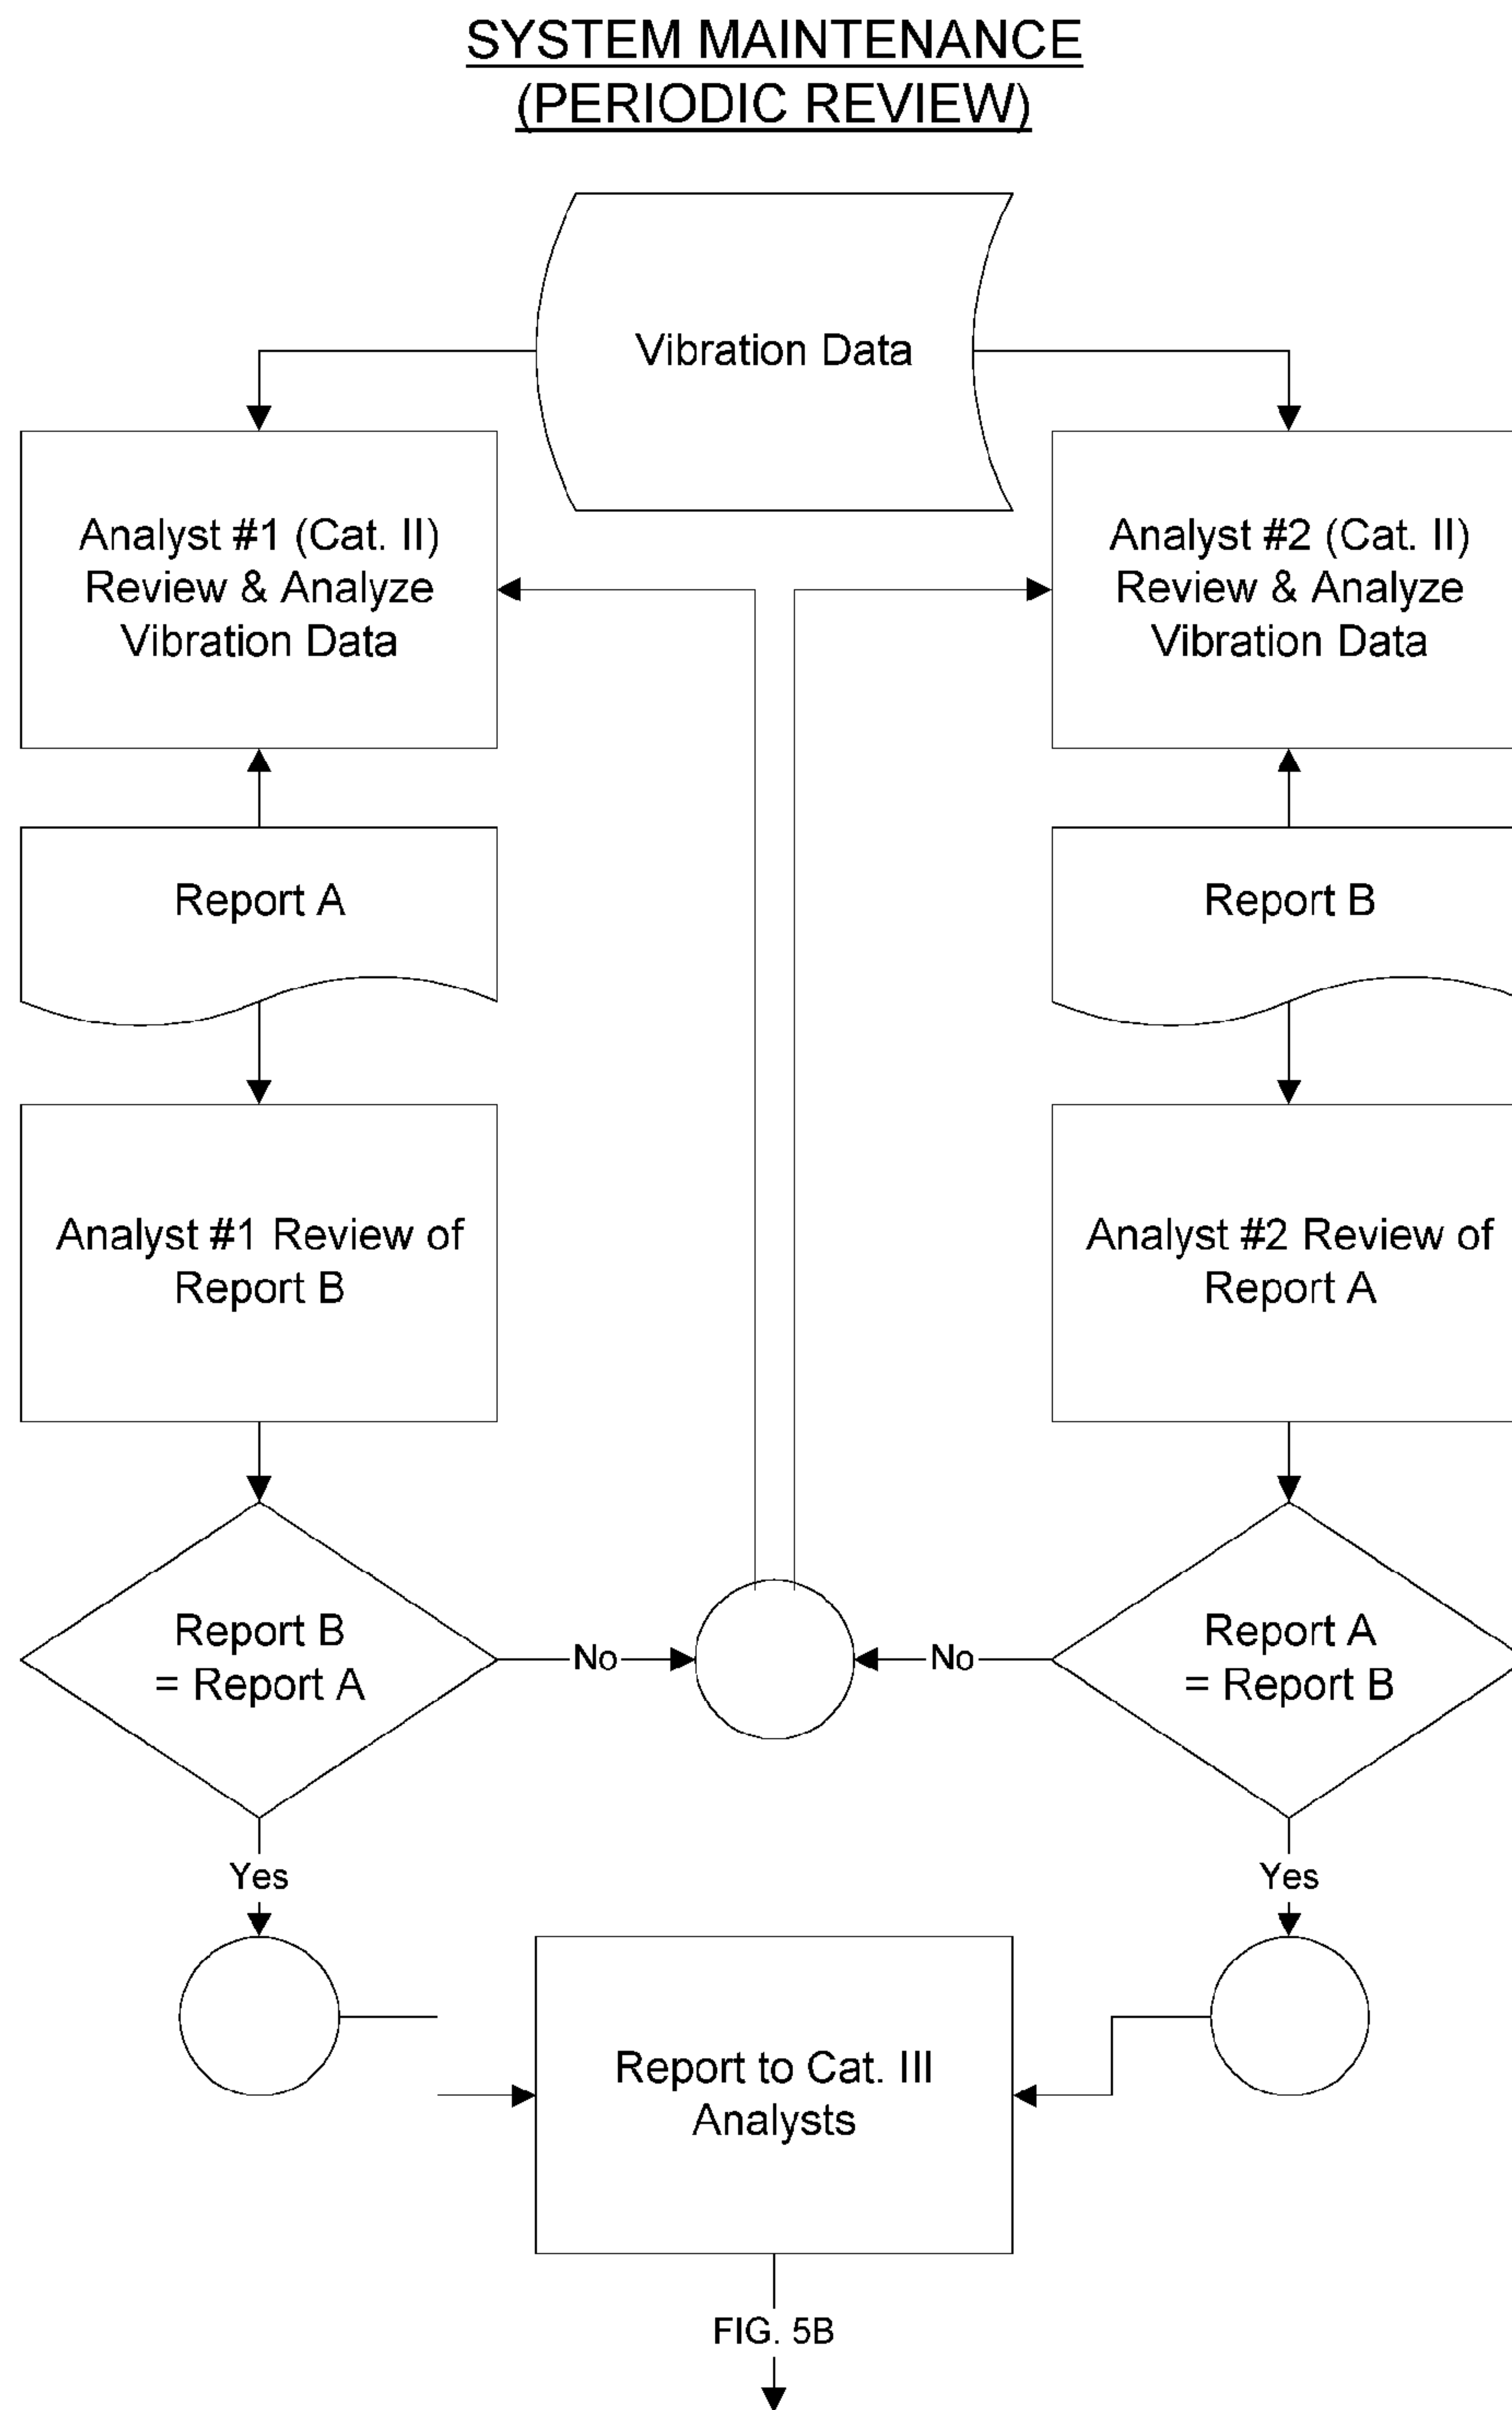 SYSTEM MAINTENANCE
(PERIODIC REVIEW)
Vibration Data
Analyst #1 (Cat. II)
Review & Analyze
Vibration Data
Analyst #2 (Cat. II)
Review & Analyze
Vibration Data
Report A
Report B
Analyst #1 Review of
Report B
Analyst #2 Review of
Report A
Report B
= Report A
No
No
Report A
= Report B
Yes
Yes
Report to Cat. III
Analysts
FIG. 5B